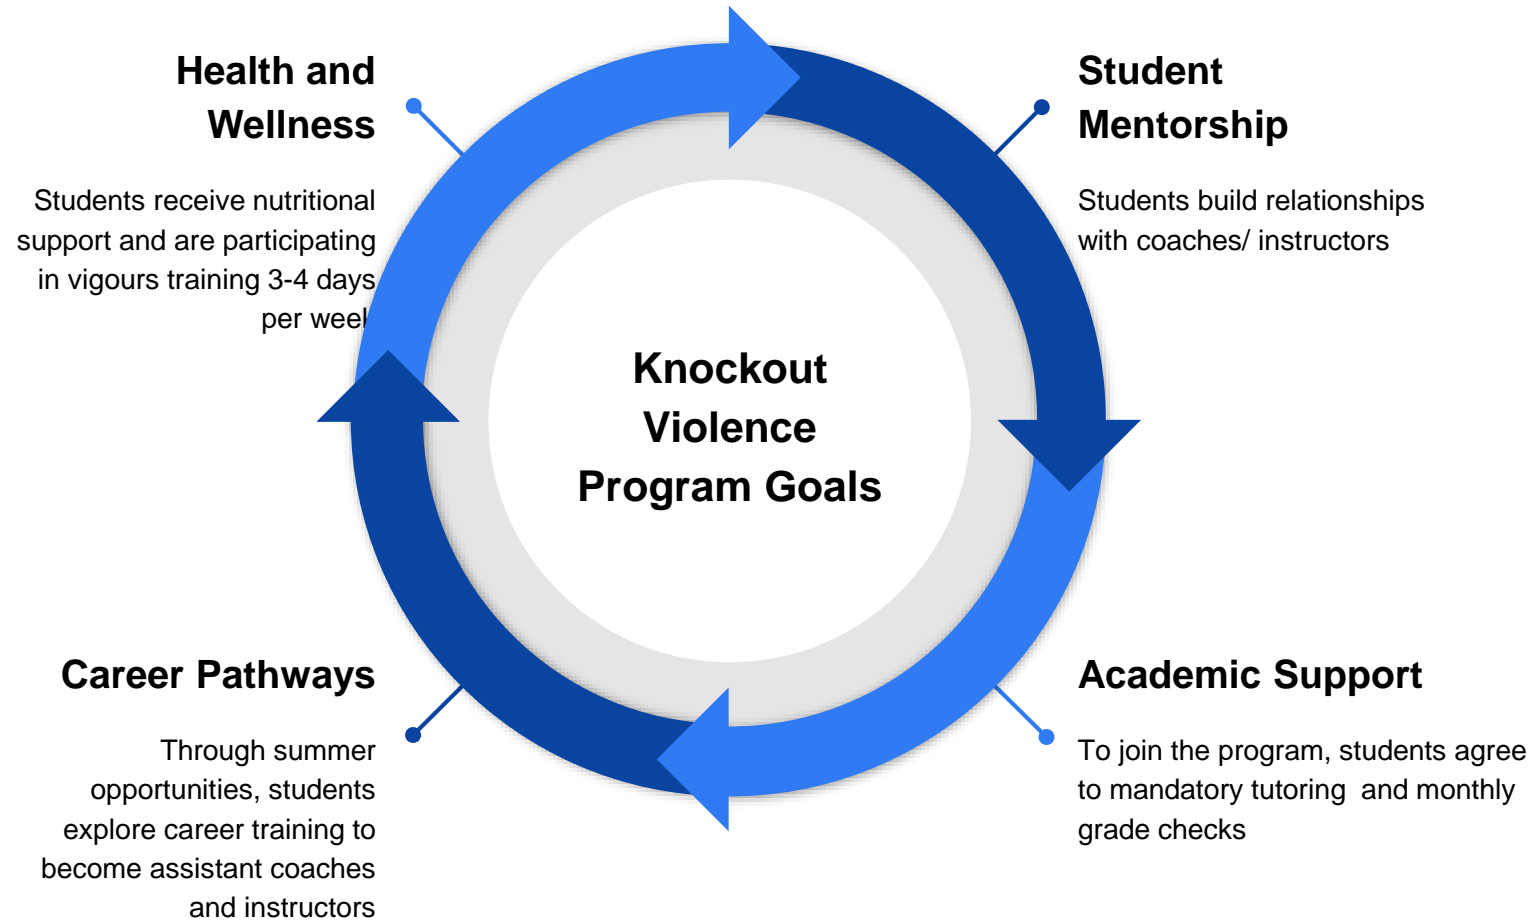 Health and
Wellness
Students receive nutritional
support and are participating
in vigours training 3-4 days
per week
Student
Mentorship
Students build relationships
with coaches/ instructors
Knockout
Violence
Program Goals
Career Pathways
Through summer
opportunities, students
explore career training to
become assistant coaches
and instructors
Academic Support
To join the program, students agree
to mandatory tutoring  and monthly
grade checks